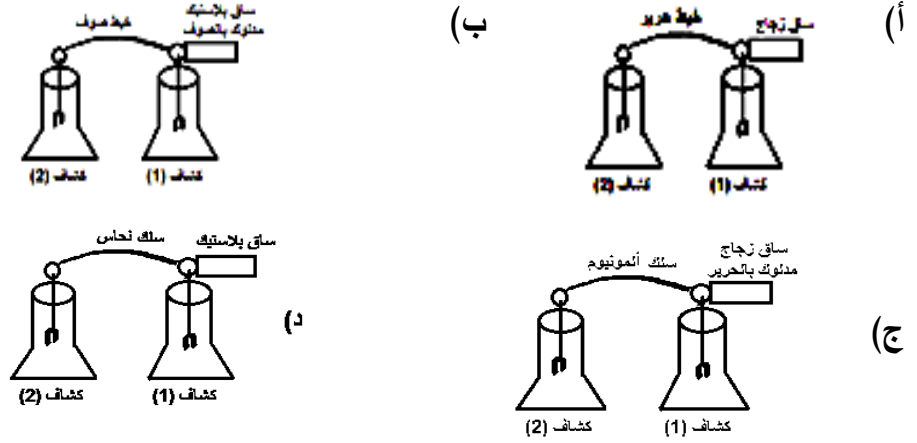 أ)
ساق زجاج
خيط حرير
كشاف (1)
كشاف (2)
ب)
ساق بلاستيك
مدلوك بالصوف
خيط صوف
كشاف (1)
كشاف (2)
ج)
ساق زجاج
مدلوك بالحرير
سلك ألمونيوم
كشاف (1)
كشاف (2)
د)
ساق بلاستيك
سلك نحاس
كشاف (1)
كشاف (2)